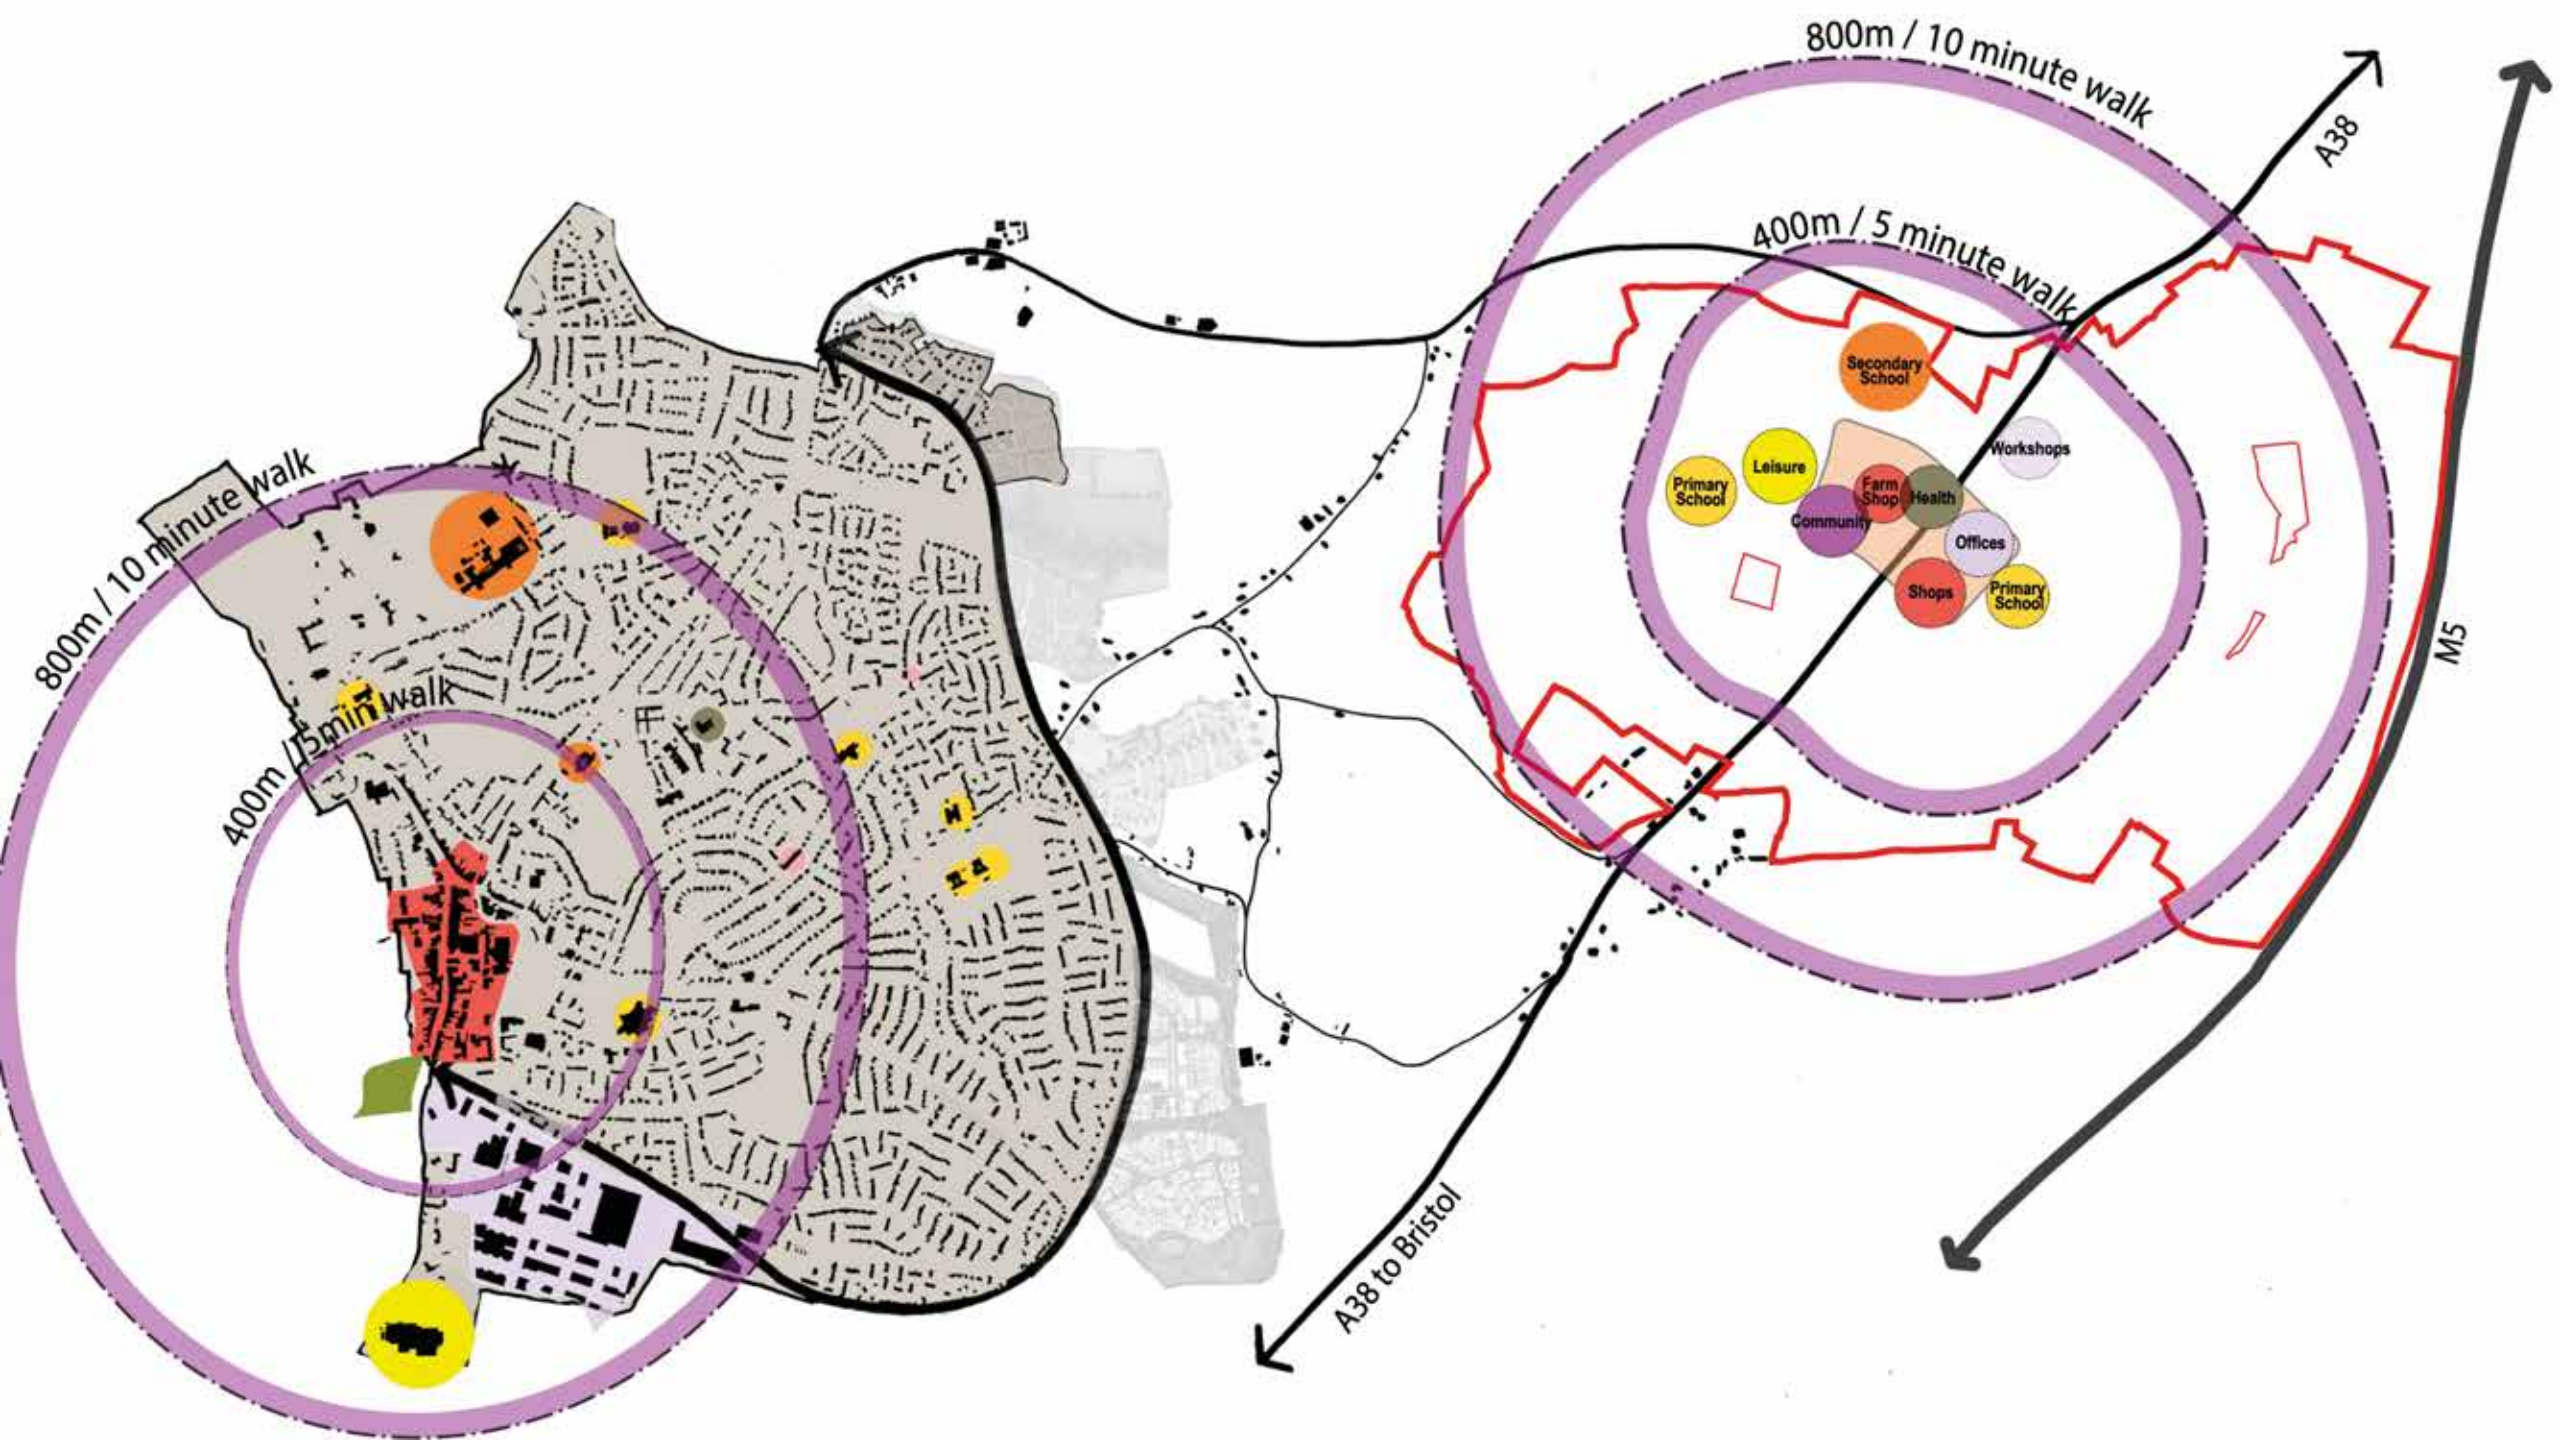 800m / 10 minute walk
A38
400m / 5 minute walk
Secondary
School
Workshops
Leisure
Primary
School
Farm
Shop
Health
Community
Offices
Shops
Primary
School
M5
A38 to Bristol
800m / 10 minute walk
400m / 5min walk